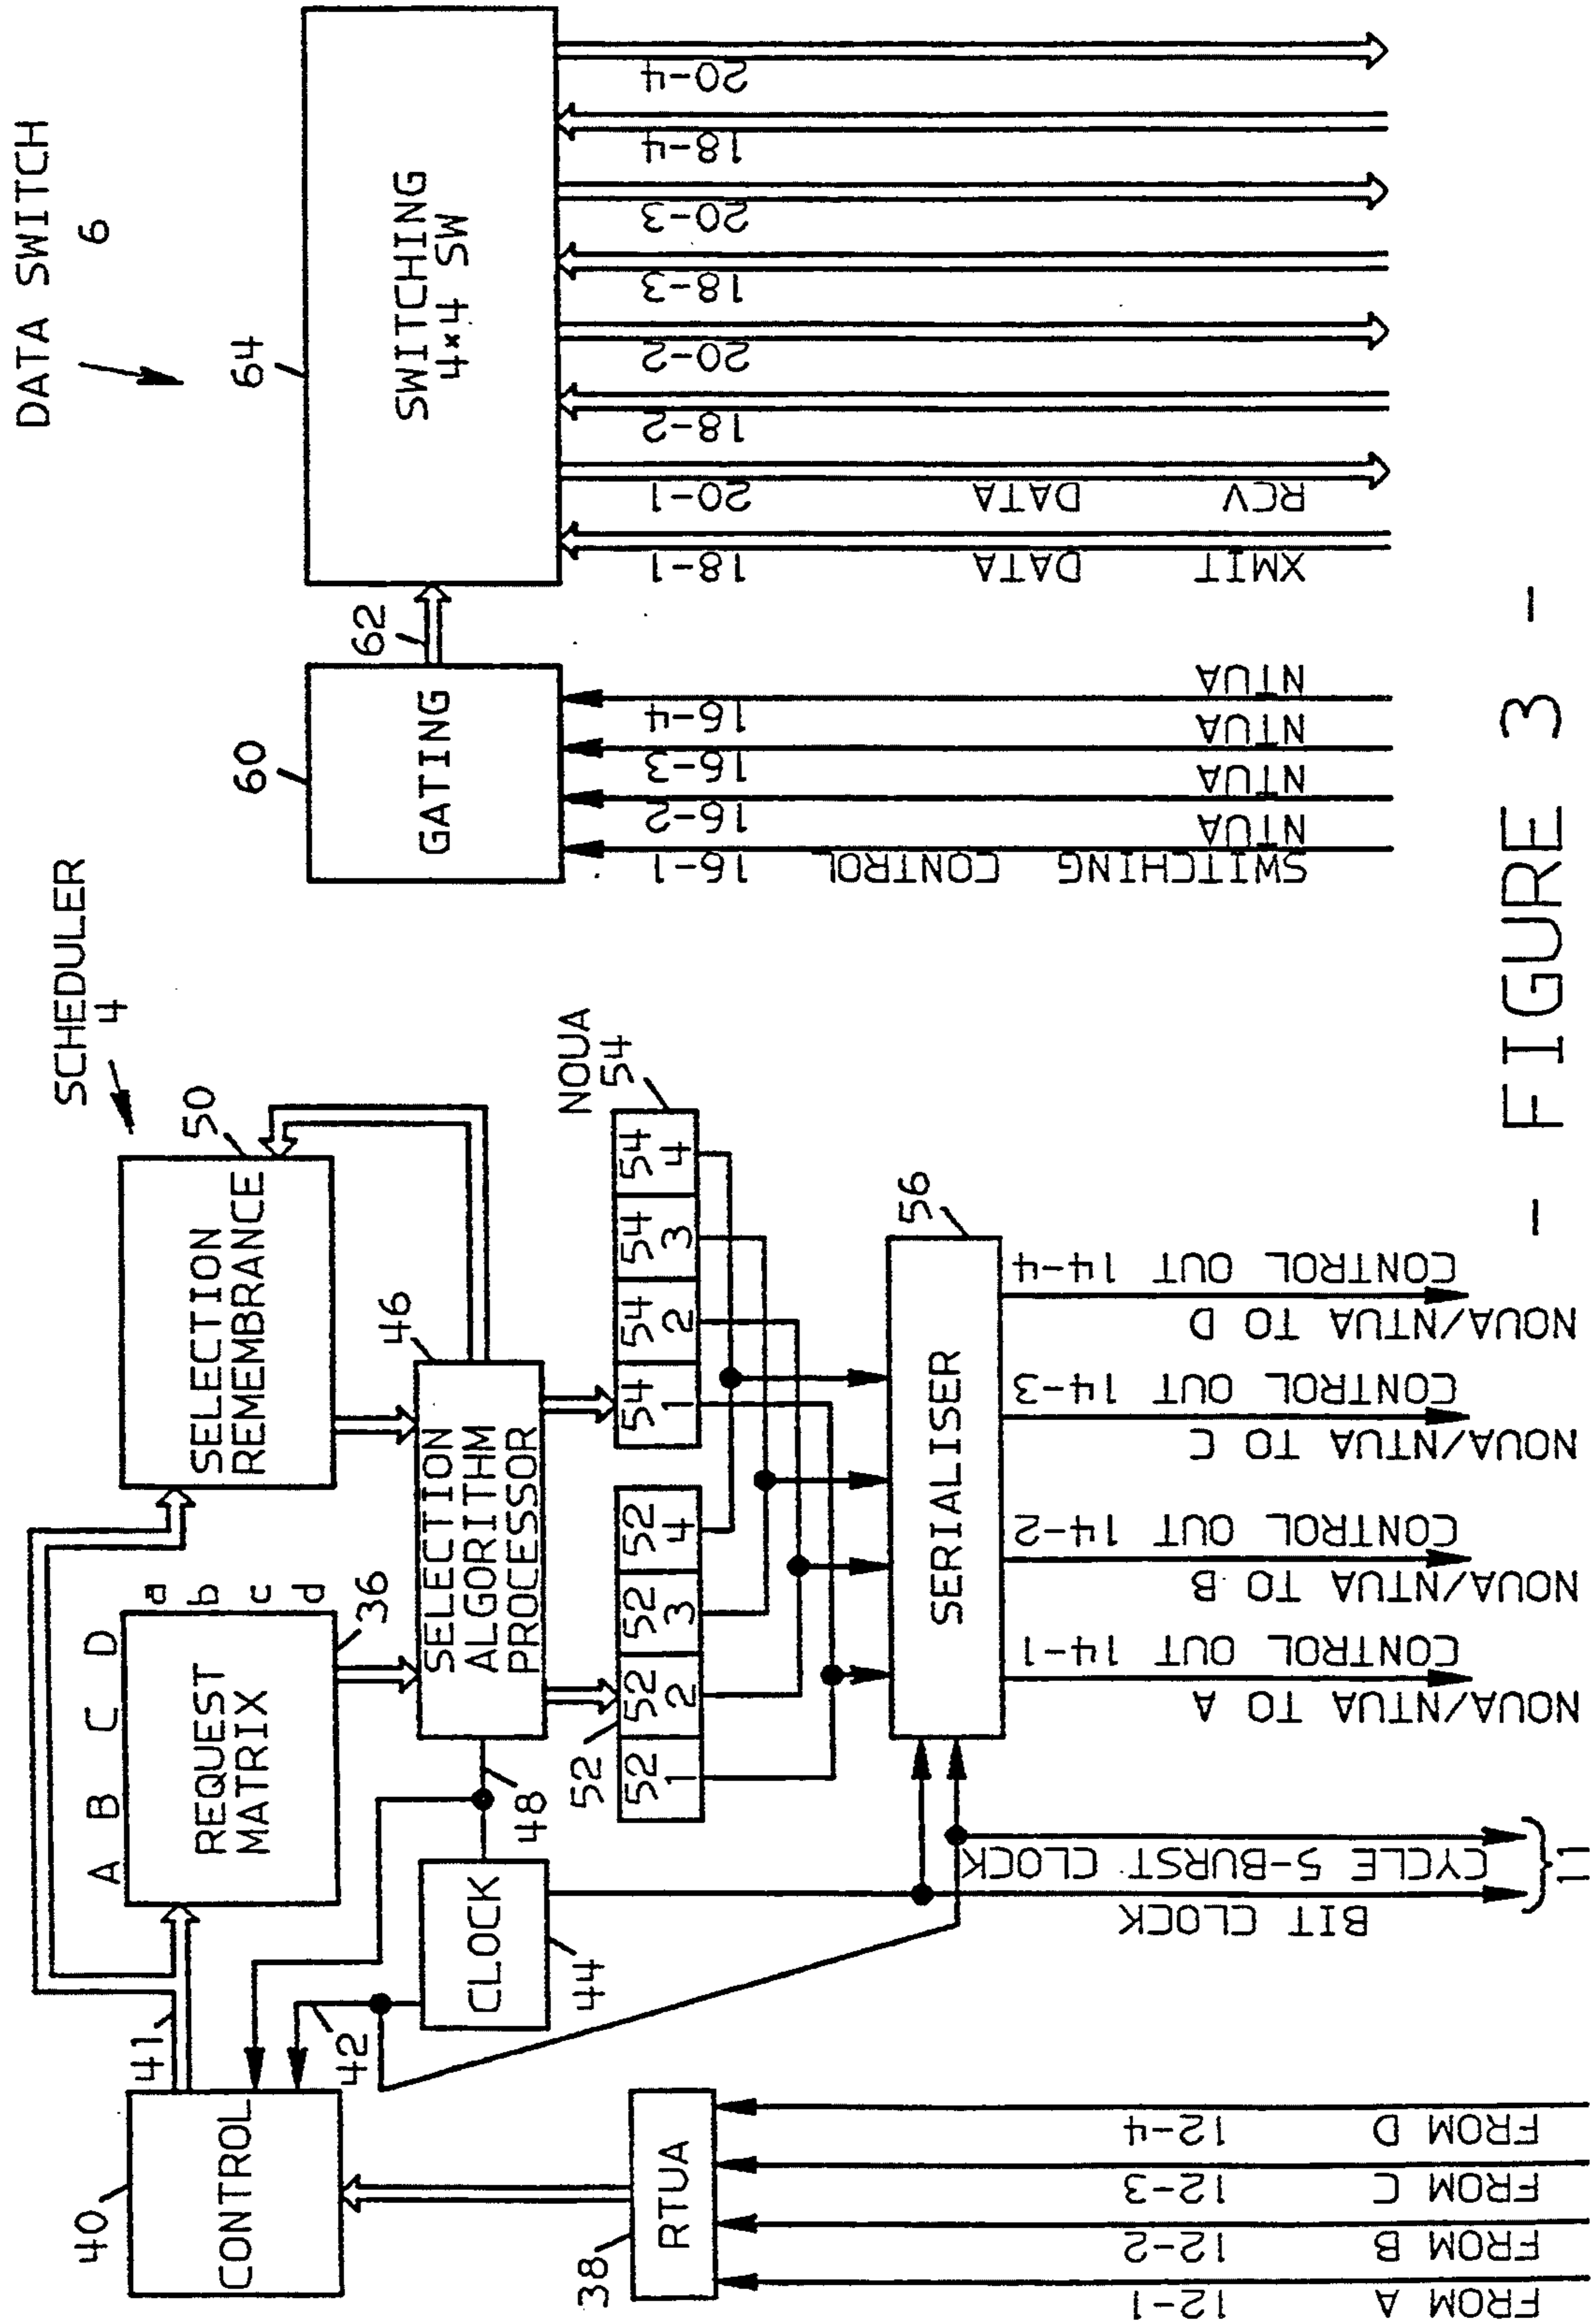 DATA SWITCH
6
SCHEDULER
4
64
SWITCHING
4×4 SW
60
GATING
62
50
SELECTION
REMEMBRANCE
A B C D
a
b
c
d
REQUEST
MATRIX
36
41
40
CONTROL
42
46
SELECTION
ALGORITHM
PROCESSOR
48
CLOCK
44
NOUA
54
54 54 54 54
1 2 3 4
52
52 52 52 52
1 2 3 4
56
SERIALISER
38
RTUA
FROM A 12-1
FROM B 12-2
FROM C 12-3
FROM D 12-4
BIT CLOCK
CYCLE 5-BURST CLOCK
11
NOUA/NTUA TO A
CONTROL OUT 14-1
NOUA/NTUA TO B
CONTROL OUT 14-2
NOUA/NTUA TO C
CONTROL OUT 14-3
NOUA/NTUA TO D
CONTROL OUT 14-4
SWITCHING CONTROL 16-1
NTUA
16-2
NTUA
16-3
NTUA
16-4
NTUA
XMIT DATA 18-1
RCV DATA 20-1
18-2
20-2
18-3
20-3
18-4
20-4
- FIGURE 3 -